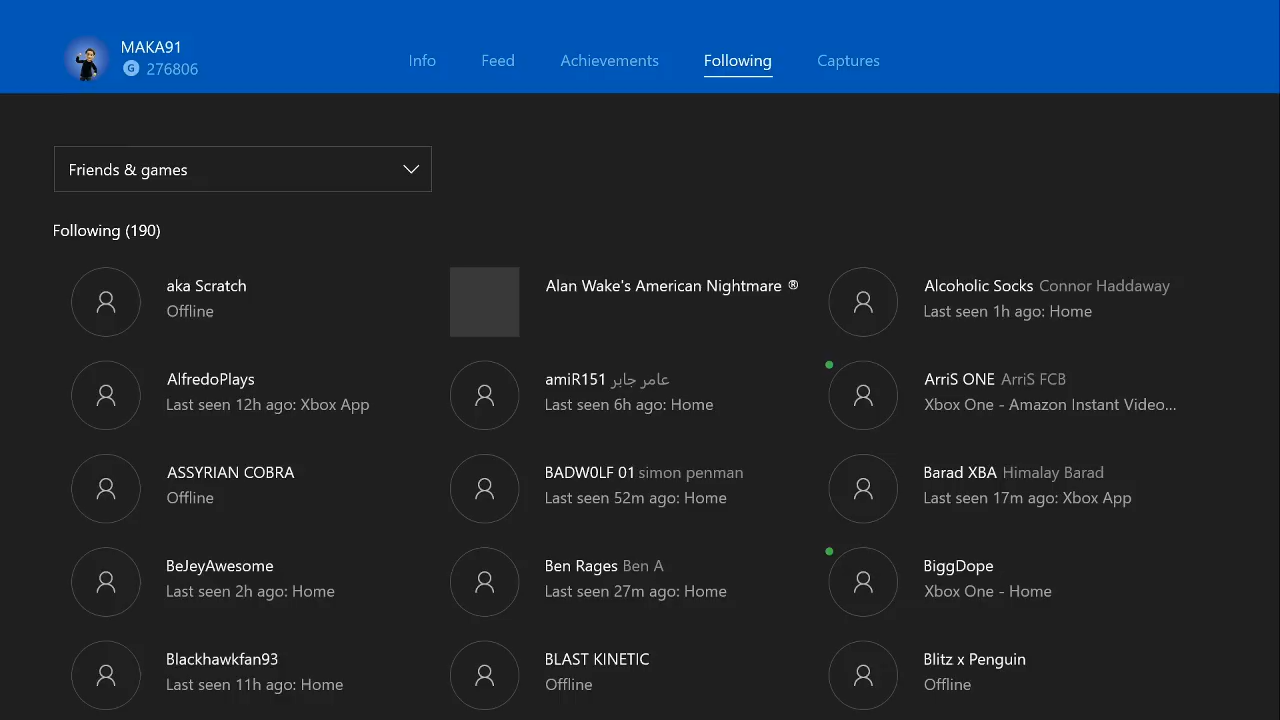 MAKA91
G 276806
Info
Feed
Achievements
Following
Captures
Friends & games
Following (190)
aka Scratch
Offline
Alan Wake's American Nightmare ®
Alcoholic Socks Connor Haddaway
Last seen 1h ago: Home
AlfredoPlays
Last seen 12h ago: Xbox App
amiR151 عامر جابر
Last seen 6h ago: Home
ArriS ONE ArriS FCB
Xbox One - Amazon Instant Video...
ASSYRIAN COBRA
Offline
BADW0LF 01 simon penman
Last seen 52m ago: Home
Barad XBA Himalay Barad
Last seen 17m ago: Xbox App
BeJeyAwesome
Last seen 2h ago: Home
Ben Rages Ben A
Last seen 27m ago: Home
BiggDope
Xbox One - Home
Blackhawkfan93
Last seen 11h ago: Home
BLAST KINETIC
Offline
Blitz x Penguin
Offline